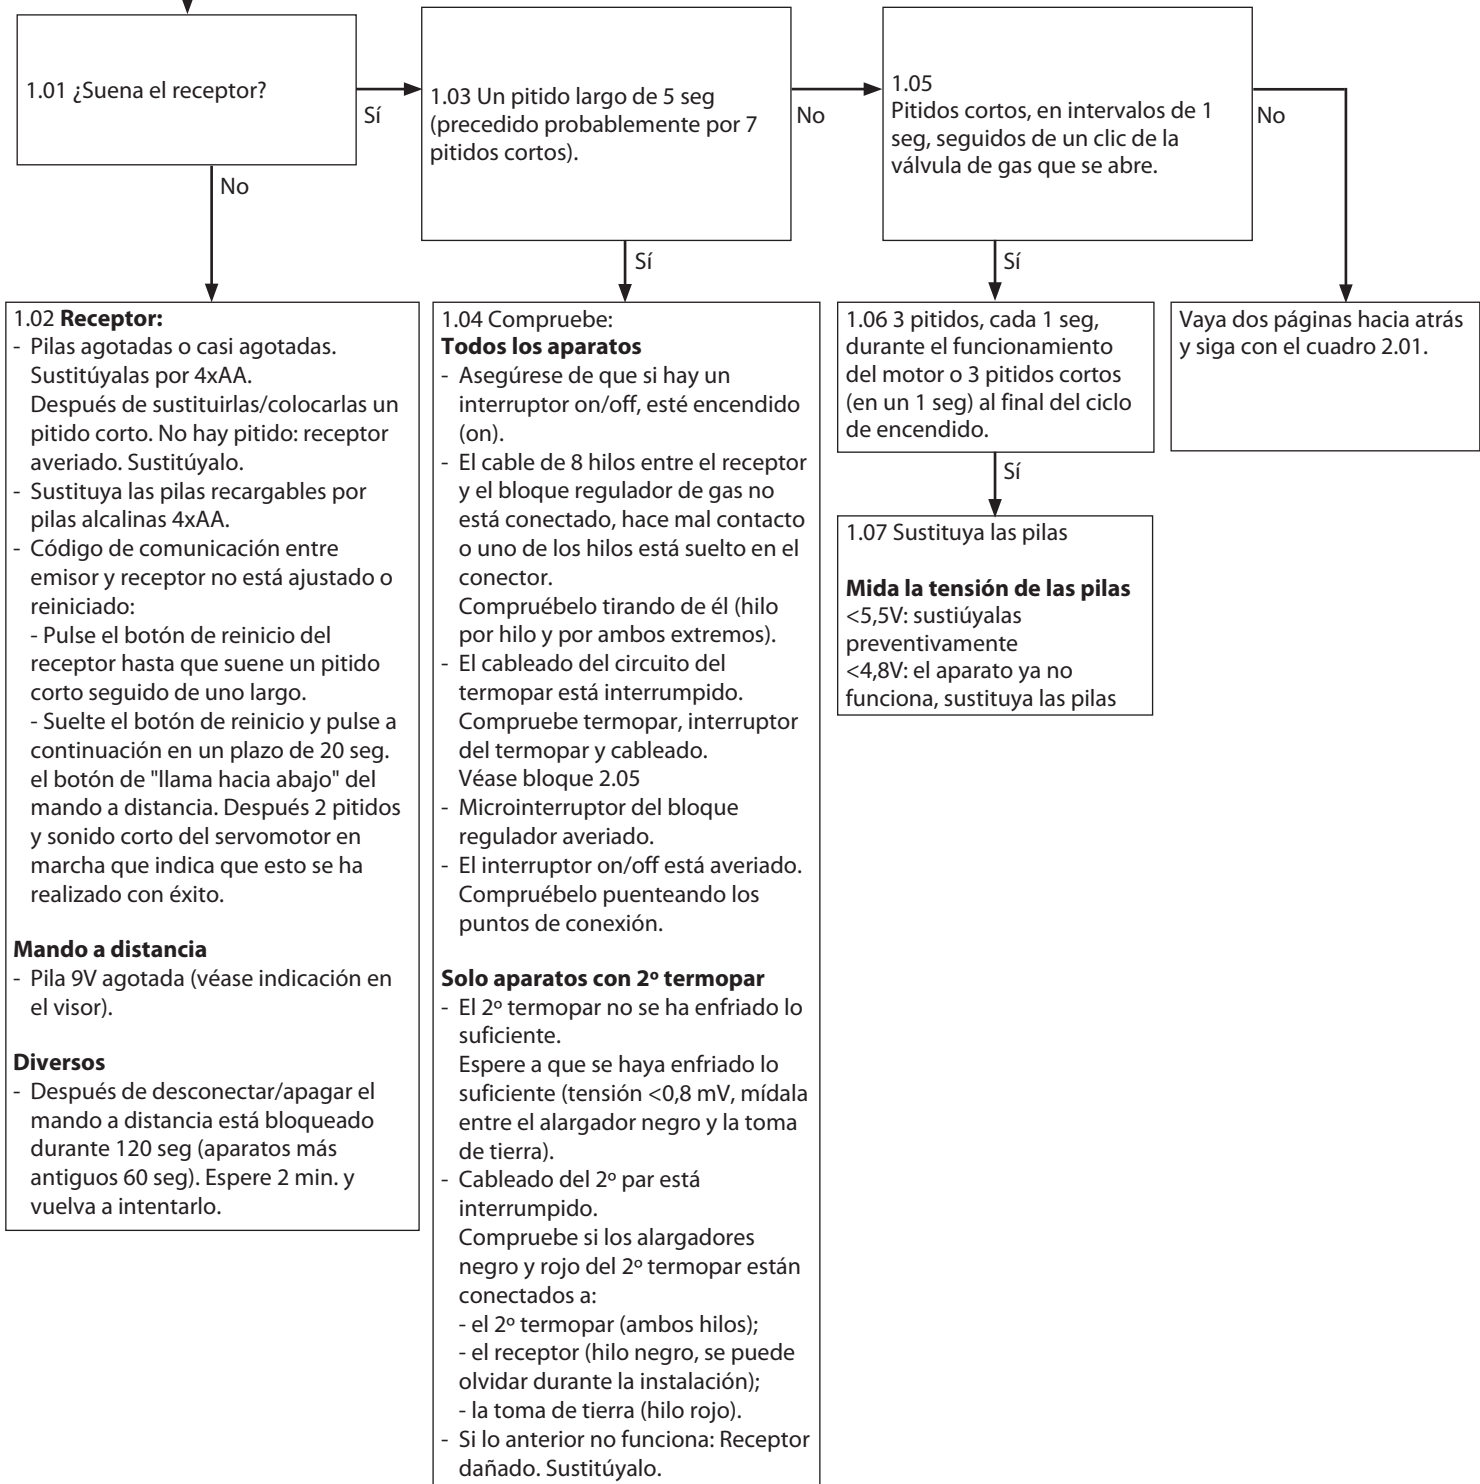 1.01 ¿Suena el receptor?
Sí
No
1.03 Un pitido largo de 5 seg
(precedido probablemente por 7
pitidos cortos).
No
Sí
1.05
Pitidos cortos, en intervalos de 1
seg, seguidos de un clic de la
válvula de gas que se abre.
No
Sí
1.02 Receptor:
- Pilas agotadas o casi agotadas.
Sustitúyalas por 4xAA.
Después de sustituirlas/colocarlas un
pitido corto. No hay pitido: receptor
averiado. Sustitúyalo.
- Sustituya las pilas recargables por
pilas alcalinas 4xAA.
- Código de comunicación entre
emisor y receptor no está ajustado o
reiniciado:
- Pulse el botón de reinicio del
receptor hasta que suene un pitido
corto seguido de uno largo.
- Suelte el botón de reinicio y pulse a
continuación en un plazo de 20 seg.
el botón de "llama hacia abajo" del
mando a distancia. Después 2 pitidos
y sonido corto del servomotor en
marcha que indica que esto se ha
realizado con éxito.
Mando a distancia
- Pila 9V agotada (véase indicación en
el visor).
Diversos
- Después de desconectar/apagar el
mando a distancia está bloqueado
durante 120 seg (aparatos más
antiguos 60 seg). Espere 2 min. y
vuelva a intentarlo.
1.04 Compruebe:
Todos los aparatos
- Asegúrese de que si hay un
interruptor on/off, esté encendido
(on).
- El cable de 8 hilos entre el receptor
y el bloque regulador de gas no
está conectado, hace mal contacto
o uno de los hilos está suelto en el
conector.
Compruébelo tirando de él (hilo
por hilo y por ambos extremos).
- El cableado del circuito del
termopar está interrumpido.
Compruebe termopar, interruptor
del termopar y cableado.
Véase bloque 2.05
- Microinterruptor del bloque
regulador averiado.
- El interruptor on/off está averiado.
Compruébelo puenteando los
puntos de conexión.
Solo aparatos con 2º termopar
- El 2º termopar no se ha enfriado lo
suficiente.
Espere a que se haya enfriado lo
suficiente (tensión <0,8 mV, mídala
entre el alargador negro y la toma
de tierra).
- Cableado del 2º par está
interrumpido.
Compruebe si los alargadores
negro y rojo del 2º termopar están
conectados a:
- el 2º termopar (ambos hilos);
- el receptor (hilo negro, se puede
olvidar durante la instalación);
- la toma de tierra (hilo rojo).
- Si lo anterior no funciona: Receptor
dañado. Sustitúyalo.
1.06 3 pitidos, cada 1 seg,
durante el funcionamiento
del motor o 3 pitidos cortos
(en un 1 seg) al final del ciclo
de encendido.
Sí
1.07 Sustituya las pilas
Mida la tensión de las pilas
<5,5V: sustiúyalas
preventivamente
<4,8V: el aparato ya no
funciona, sustituya las pilas
Vaya dos páginas hacia atrás
y siga con el cuadro 2.01.